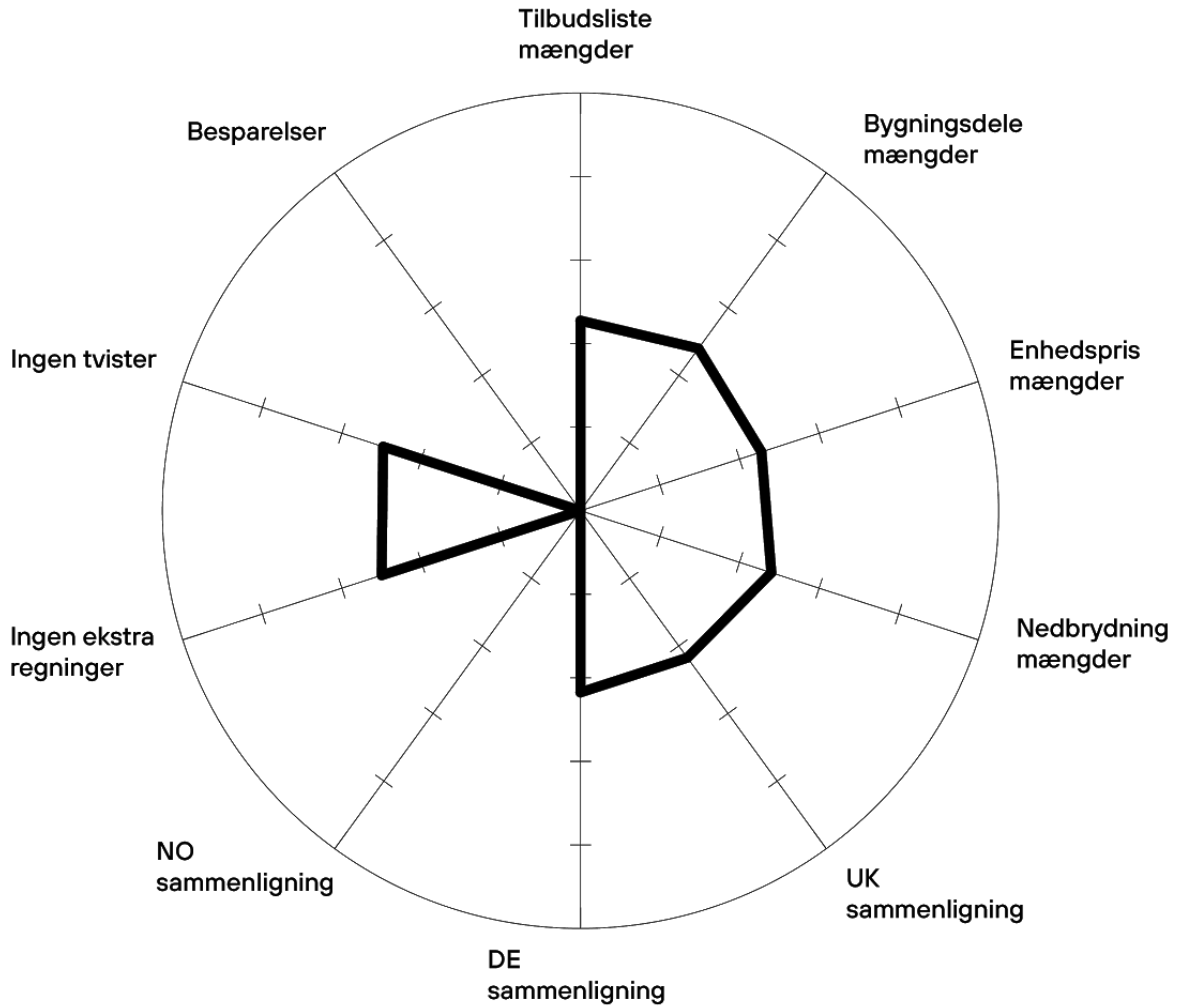 Tilbudsliste
mængder
Bygningsdele
mængder
Enhedspris
mængder
Nedbrydning
mængder
UK
sammenligning
DE
sammenligning
NO
sammenligning
Ingen ekstra
regninger
Ingen tvister
Besparelser